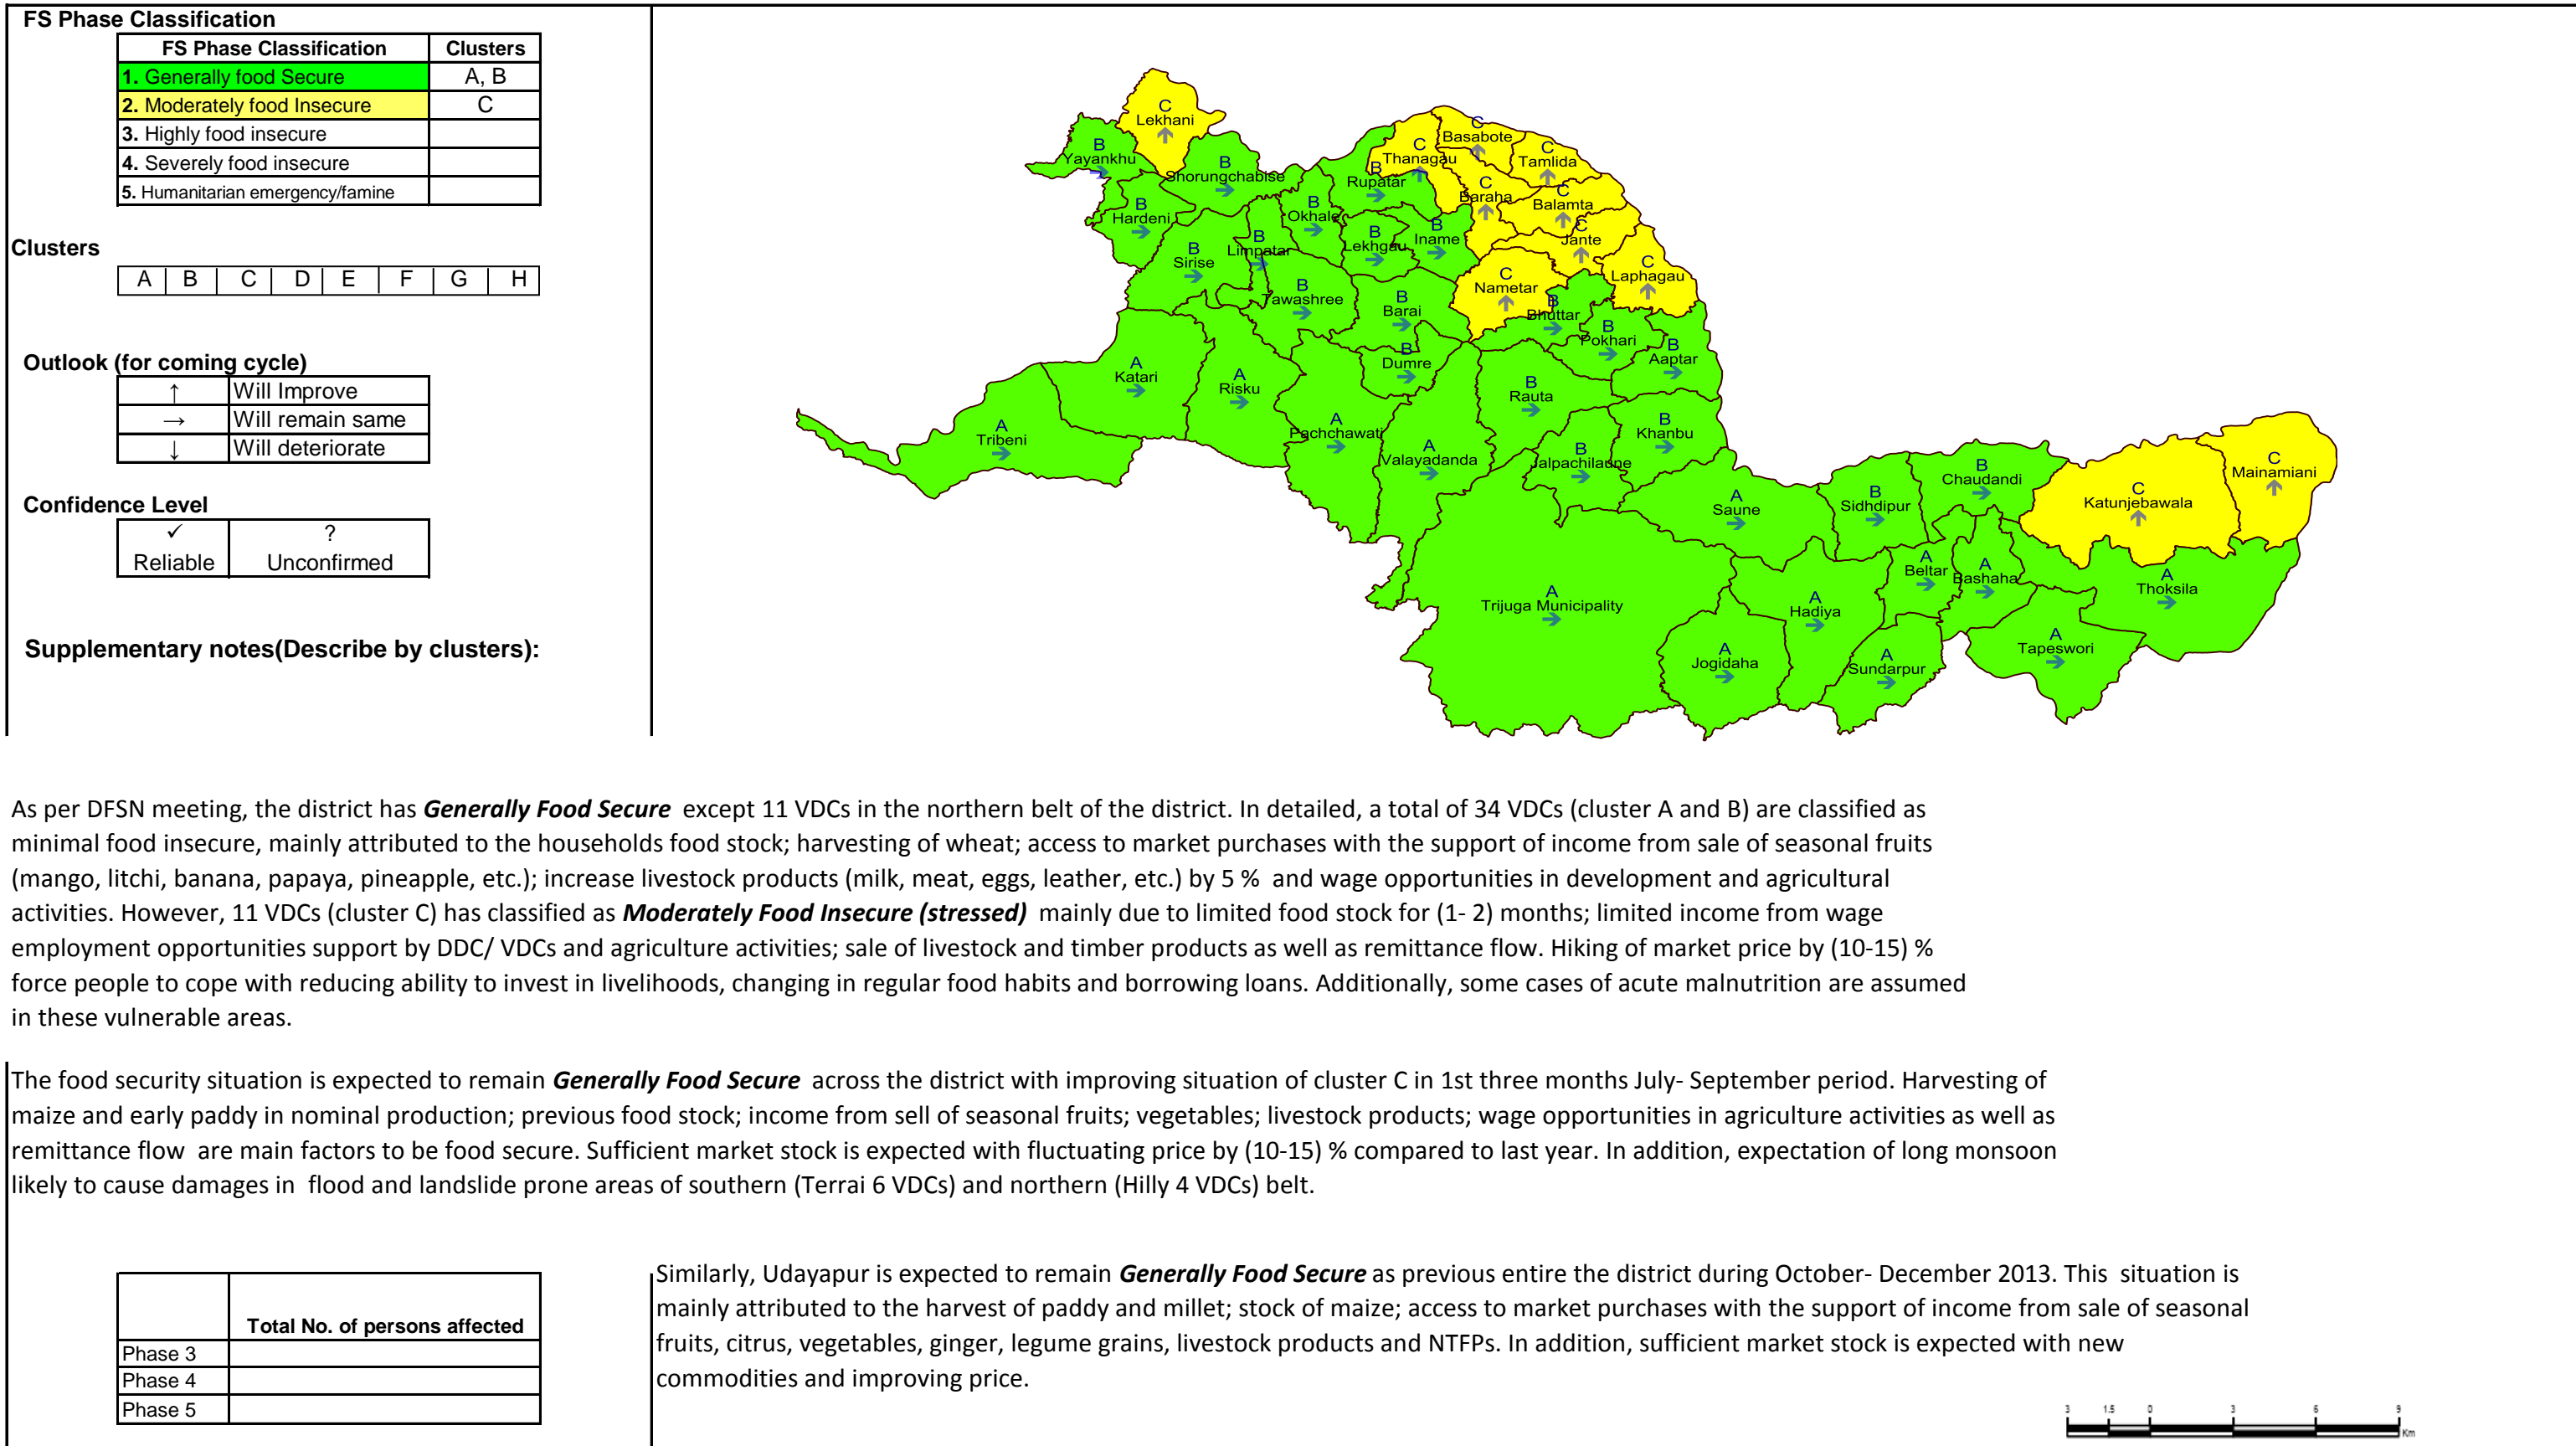 FS Phase Classification
FS Phase Classification Clusters
1. Generally food Secure A, B
2. Moderately food Insecure C
3. Highly food insecure
4. Severely food insecure
5. Humanitarian emergency/famine
Clusters
A B C D E F G H
Outlook (for coming cycle)
↑ Will Improve
→ Will remain same
↓ Will deteriorate
Confidence Level
✓ ?
Reliable Unconfirmed
Supplementary notes(Describe by clusters):
C
Lekhani
B
Yayankhu
B
Shorungchabise
B
Hardeni
B
Sirise
B
Limpatar
B
Okhale
B
Rupatar
C
Thanagau
C
Basabote
C
Tamlida
C
Baraha
C
Balamta
C
Jante
C
Laphagau
B
Lekhgau
B
Iname
C
Nametar
B
Tawashree
B
Barai
B
Bhuttar
B
Pokhari
B
Aaptar
B
Dumre
A
Katari
A
Risku
B
Rauta
A
Tribeni
A
Pachchawati
A
Valayadanda
B
Jalpachilaune
B
Khanbu
A
Saune
B
Sidhdipur
B
Chaudandi
C
Katunjebawala
C
Mainamiani
A
Trijuga Municipality
A
Hadiya
A
Beltar
A
Bashaha
A
Thoksila
A
Jogidaha
A
Sundarpur
A
Tapeswori
As per DFSN meeting, the district has Generally Food Secure except 11 VDCs in the northern belt of the district. In detailed, a total of 34 VDCs (cluster A and B) are classified as
minimal food insecure, mainly attributed to the households food stock; harvesting of wheat; access to market purchases with the support of income from sale of seasonal fruits
(mango, litchi, banana, papaya, pineapple, etc.); increase livestock products (milk, meat, eggs, leather, etc.) by 5 % and wage opportunities in development and agricultural
activities. However, 11 VDCs (cluster C) has classified as Moderately Food Insecure (stressed) mainly due to limited food stock for (1- 2) months; limited income from wage
employment opportunities support by DDC/ VDCs and agriculture activities; sale of livestock and timber products as well as remittance flow. Hiking of market price by (10-15) %
force people to cope with reducing ability to invest in livelihoods, changing in regular food habits and borrowing loans. Additionally, some cases of acute malnutrition are assumed
in these vulnerable areas.
The food security situation is expected to remain Generally Food Secure across the district with improving situation of cluster C in 1st three months July- September period. Harvesting of
maize and early paddy in nominal production; previous food stock; income from sell of seasonal fruits; vegetables; livestock products; wage opportunities in agriculture activities as well as
remittance flow are main factors to be food secure. Sufficient market stock is expected with fluctuating price by (10-15) % compared to last year. In addition, expectation of long monsoon
likely to cause damages in flood and landslide prone areas of southern (Terrai 6 VDCs) and northern (Hilly 4 VDCs) belt.
Total No. of persons affected
Phase 3
Phase 4
Phase 5
Similarly, Udayapur is expected to remain Generally Food Secure as previous entire the district during October- December 2013. This situation is
mainly attributed to the harvest of paddy and millet; stock of maize; access to market purchases with the support of income from sale of seasonal
fruits, citrus, vegetables, ginger, legume grains, livestock products and NTFPs. In addition, sufficient market stock is expected with new
commodities and improving price.
3 1.5 0 3 6 9
Km